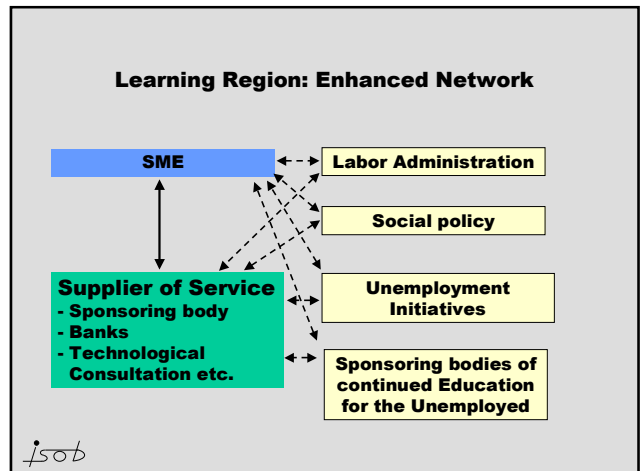 Learning Region: Enhanced Network
SME
Labor Administration
Social policy
Supplier of Service
- Sponsoring body
- Banks
- Technological
Consultation etc.
Unemployment
Initiatives
Sponsoring bodies of
continued Education
for the Unemployed
isob